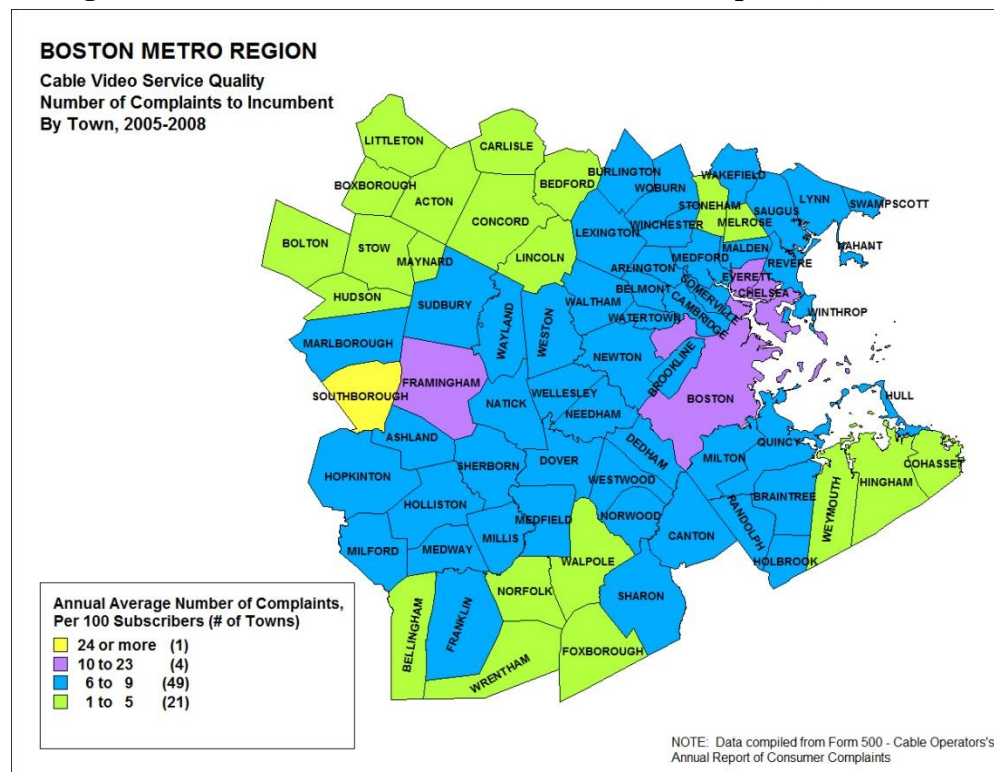 BOSTON METRO REGION
Cable Video Service Quality
Number of Complaints to Incumbent
By Town, 2005-2008
LITTLETON
CARLISLE
BOXBOROUGH
ACTON
BEDFORD
BURLINGTON
WOBURN
WAKEFIELD
LYNN
SWAMPSCOTT
STONEHAM
SAUGUS
MELROSE
CONCORD
LEXINGTON
WINCHESTER
NAHANT
BOLTON
STOW
MAYNARD
LINCOLN
ARLINGTON
MEDFORD
MALDEN
REVERE
EVERETT
CHELSEA
HUDSON
SUDBURY
WALTHAM
BELMONT
SOMERVILLE
CAMBRIDGE
WATERTOWN
WINTHROP
MARLBOROUGH
WAYLAND
WESTON
NEWTON
BROOKLINE
FRAMINGHAM
SOUTHBOROUGH
NATICK
WELLESLEY
NEEDHAM
BOSTON
HULL
ASHLAND
DEDHAM
QUINCY
HOPKINTON
SHERBORN
DOVER
WESTWOOD
MILTON
COHASSET
HINGHAM
HOLLISTON
BRAINTREE
WEYMOUTH
MEDFIELD
NORWOOD
RANDOLPH
MILFORD
MEDWAY
MILLIS
CANTON
HOLBROOK
WALPOLE
NORFOLK
SHARON
BELLINGHAM
FRANKLIN
FOXBOROUGH
WRENTHAM
Annual Average Number of Complaints,
Per 100 Subscribers (# of Towns)
24 or more (1)
10 to 23 (4)
6 to 9 (49)
1 to 5 (21)
NOTE: Data compiled from Form 500 - Cable Operators's
Annual Report of Consumer Complaints